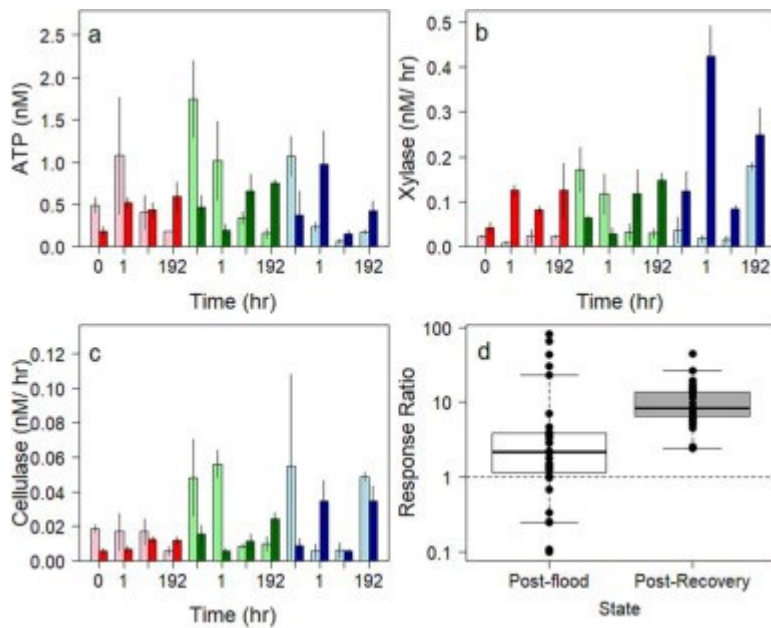 a
ATP (nM)
2.5
2.0
1.5
1.0
0.5
0.0
0 1 192 1 192 1 192
Time (hr)
b
Xylase (nM/ hr)
0.5
0.4
0.3
0.2
0.1
0.0
0 1 192 1 192 1 192
Time (hr)
c
Cellulase (nM/ hr)
0.12
0.10
0.08
0.06
0.04
0.02
0.00
0 1 192 1 192 1 192
Time (hr)
d
Response Ratio
100
10
1
0.1
Post-flood Post-Recovery
State